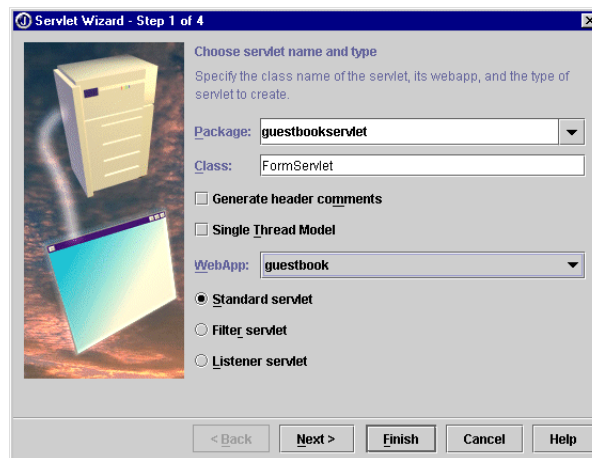 Servlet Wizard - Step 1 of 4
Choose servlet name and type
Specify the class name of the servlet, its webapp, and the type of
servlet to create.
Package: guestbookservlet
Class: FormServlet
Generate header comments
Single Thread Model
WebApp: guestbook
Standard servlet
Filter servlet
Listener servlet
< Back Next > Finish Cancel Help